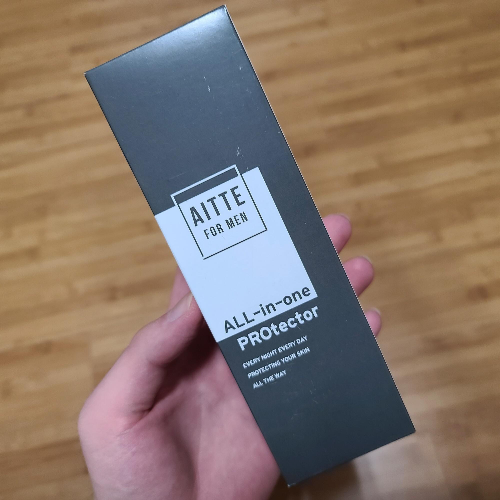 AITTE
FOR MEN
ALL-in-one
PROtector
EVERY NIGHT EVERY DAY
PROTECTING YOUR SKIN
ALL THE WAY